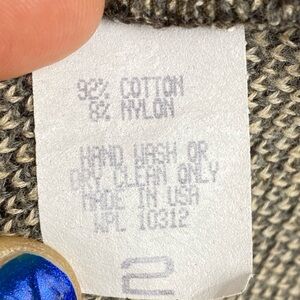 92% COTTON
8% NYLON
HAND WASH OR
DRY CLEAN ONLY
MADE IN USA
WPL 10312
2